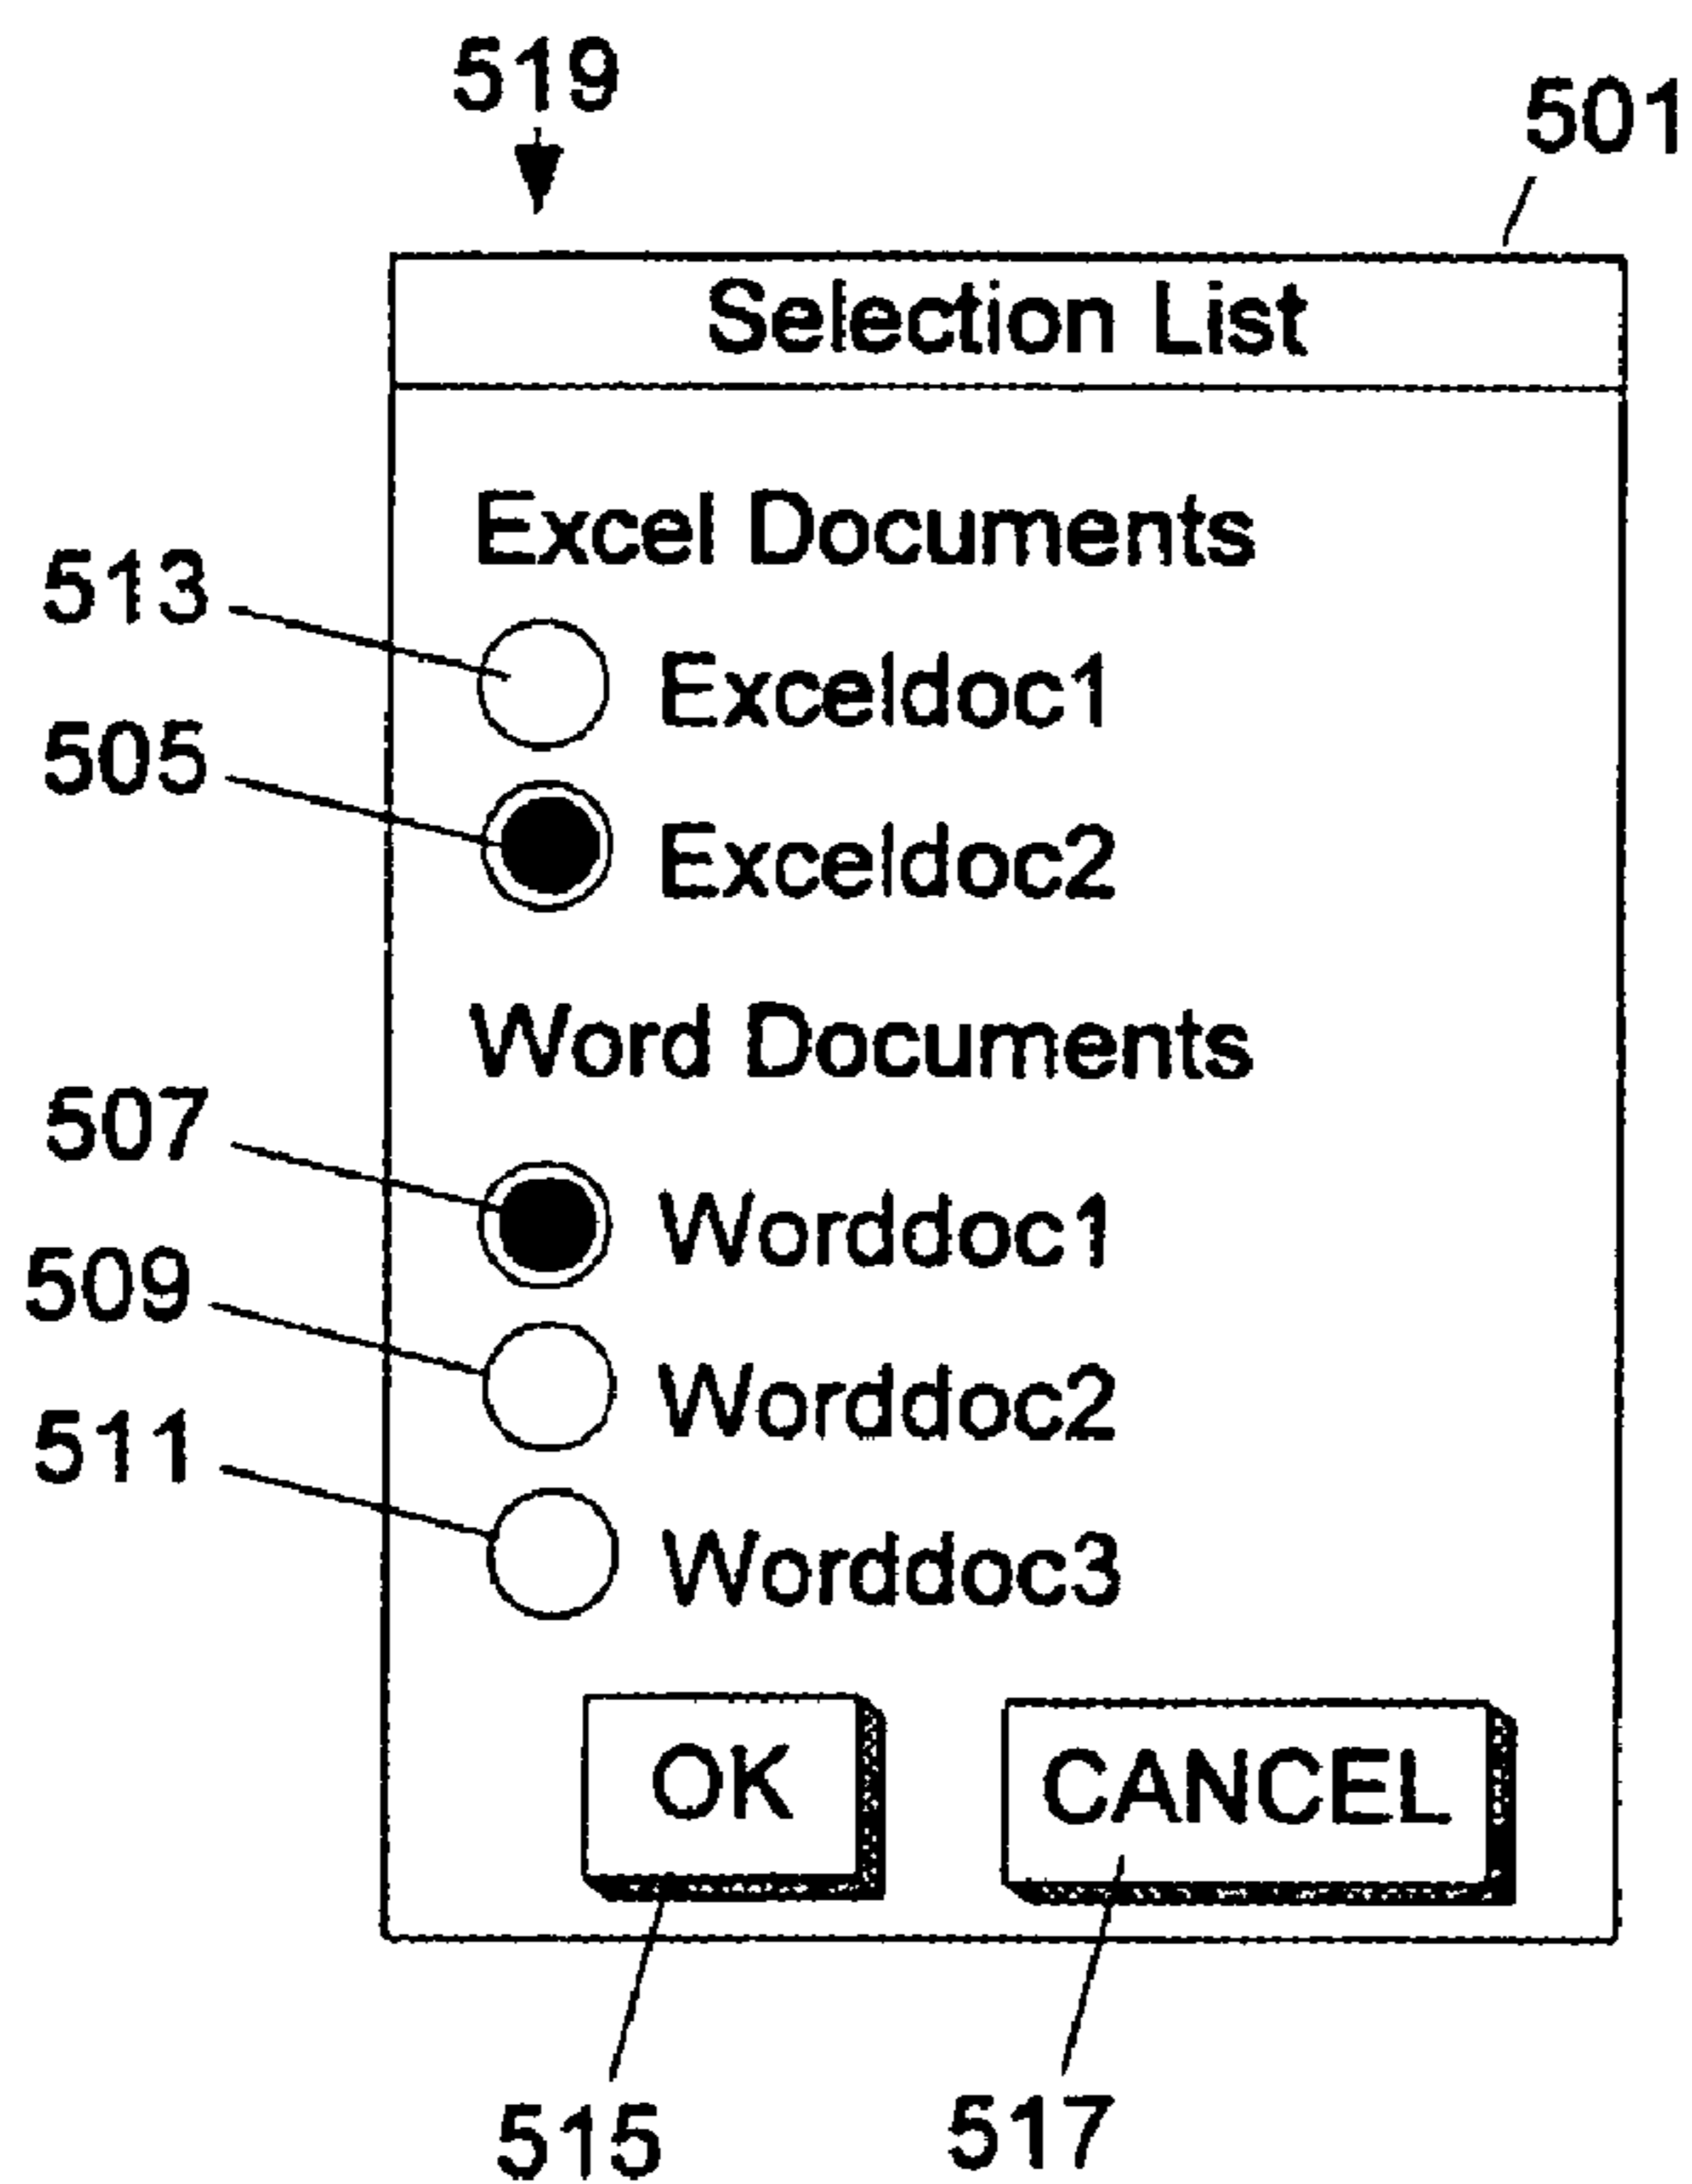 519
501
Selection List
Excel Documents
513
Exceldoc1
505
Exceldoc2
Word Documents
507
Worddoc1
509
Worddoc2
511
Worddoc3
OK
CANCEL
515
517